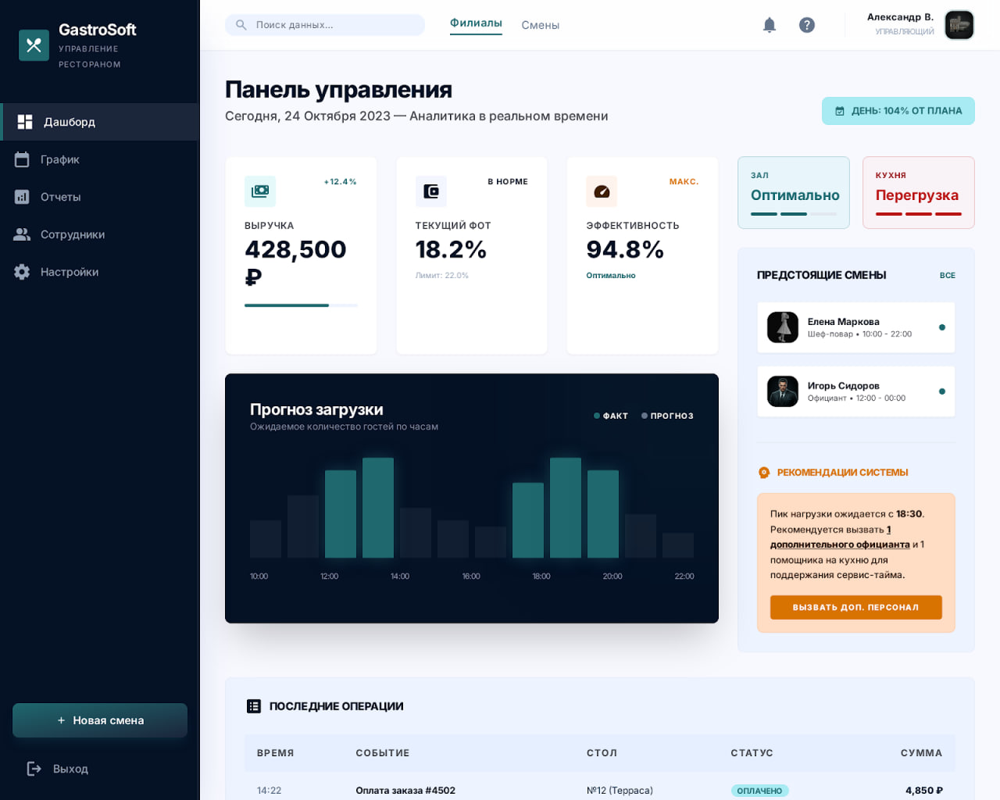 GastroSoft
УПРАВЛЕНИЕ
РЕСТОРАНОМ
Дашборд
График
Отчеты
Сотрудники
Настройки
+ Новая смена
Выход
Поиск данных...
Филиалы
Смены
Александр В.
УПРАВЛЯЮЩИЙ
Панель управления
Сегодня, 24 Октября 2023 — Аналитика в реальном времени
ДЕНЬ: 104% ОТ ПЛАНА
+12.4%
ВЫРУЧКА
428,500
₽
В НОРМЕ
ТЕКУЩИЙ ФОТ
18.2%
Лимит: 22.0%
МАКС.
ЭФФЕКТИВНОСТЬ
94.8%
Оптимально
ЗАЛ
Оптимально
КУХНЯ
Перегрузка
Прогноз загрузки
Ожидаемое количество гостей по часам
ФАКТ
ПРОГНОЗ
10:00 12:00 14:00 16:00 18:00 20:00 22:00
ПРЕДСТОЯЩИЕ СМЕНЫ
ВСЕ
Елена Маркова
Шеф-повар • 10:00 - 22:00
Игорь Сидоров
Официант • 12:00 - 00:00
РЕКОМЕНДАЦИИ СИСТЕМЫ
Пик нагрузки ожидается с 18:30.
Рекомендуется вызвать 1
дополнительного официанта и 1
помощника на кухню для
поддержания сервис-тайма.
ВЫЗВАТЬ ДОП. ПЕРСОНАЛ
ПОСЛЕДНИЕ ОПЕРАЦИИ
ВРЕМЯ СОБЫТИЕ СТОЛ СТАТУС СУММА
14:22 Оплата заказа #4502 №12 (Терраса) ОПЛАЧЕНО 4,850 ₽